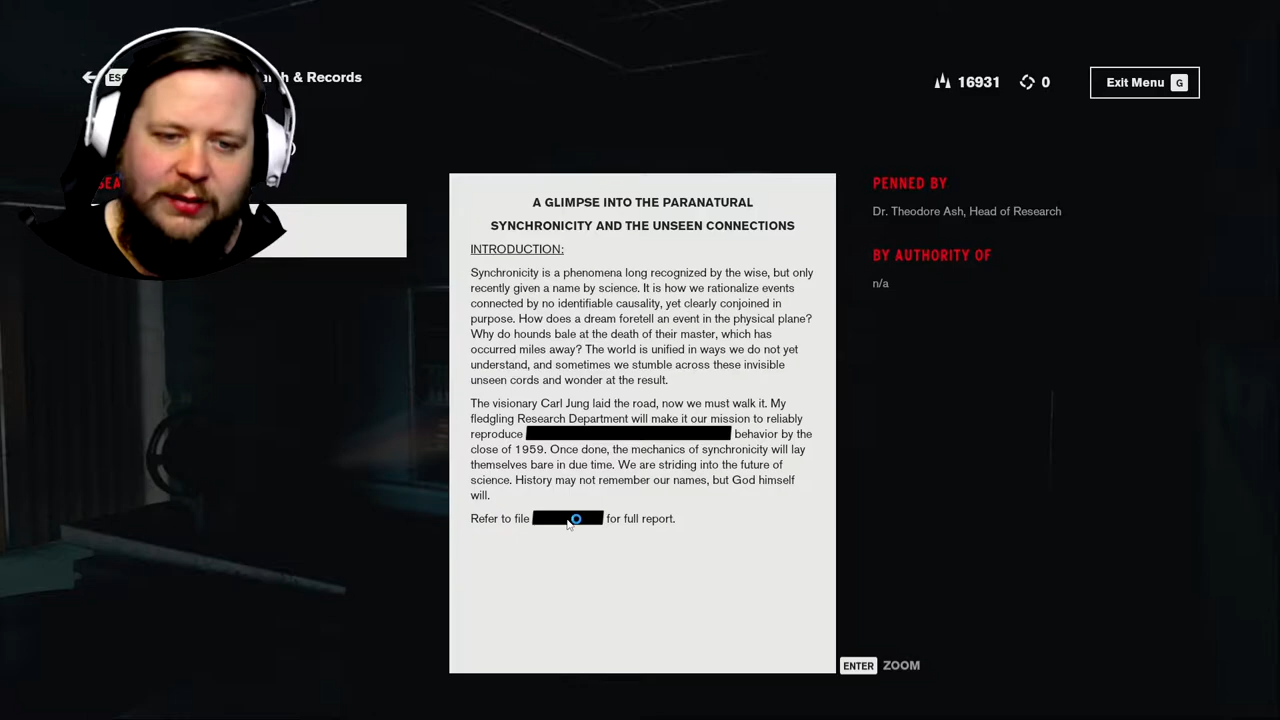 ES
h & Records
16931
0
Exit Menu G
SEA
A GLIMPSE INTO THE PARANATURAL
SYNCHRONICITY AND THE UNSEEN CONNECTIONS
INTRODUCTION:
Synchronicity is a phenomena long recognized by the wise, but only
recently given a name by science. It is how we rationalize events
connected by no identifiable causality, yet clearly conjoined in
purpose. How does a dream foretell an event in the physical plane?
Why do hounds bale at the death of their master, which has
occurred miles away? The world is unified in ways we do not yet
understand, and sometimes we stumble across these invisible
unseen cords and wonder at the result.
The visionary Carl Jung laid the road, now we must walk it. My
fledgling Research Department will make it our mission to reliably
reproduce behavior by the
close of 1959. Once done, the mechanics of synchronicity will lay
themselves bare in due time. We are striding into the future of
science. History may not remember our names, but God himself
will.
Refer to file for full report.
PENNED BY
Dr. Theodore Ash, Head of Research
BY AUTHORITY OF
n/a
ENTER ZOOM